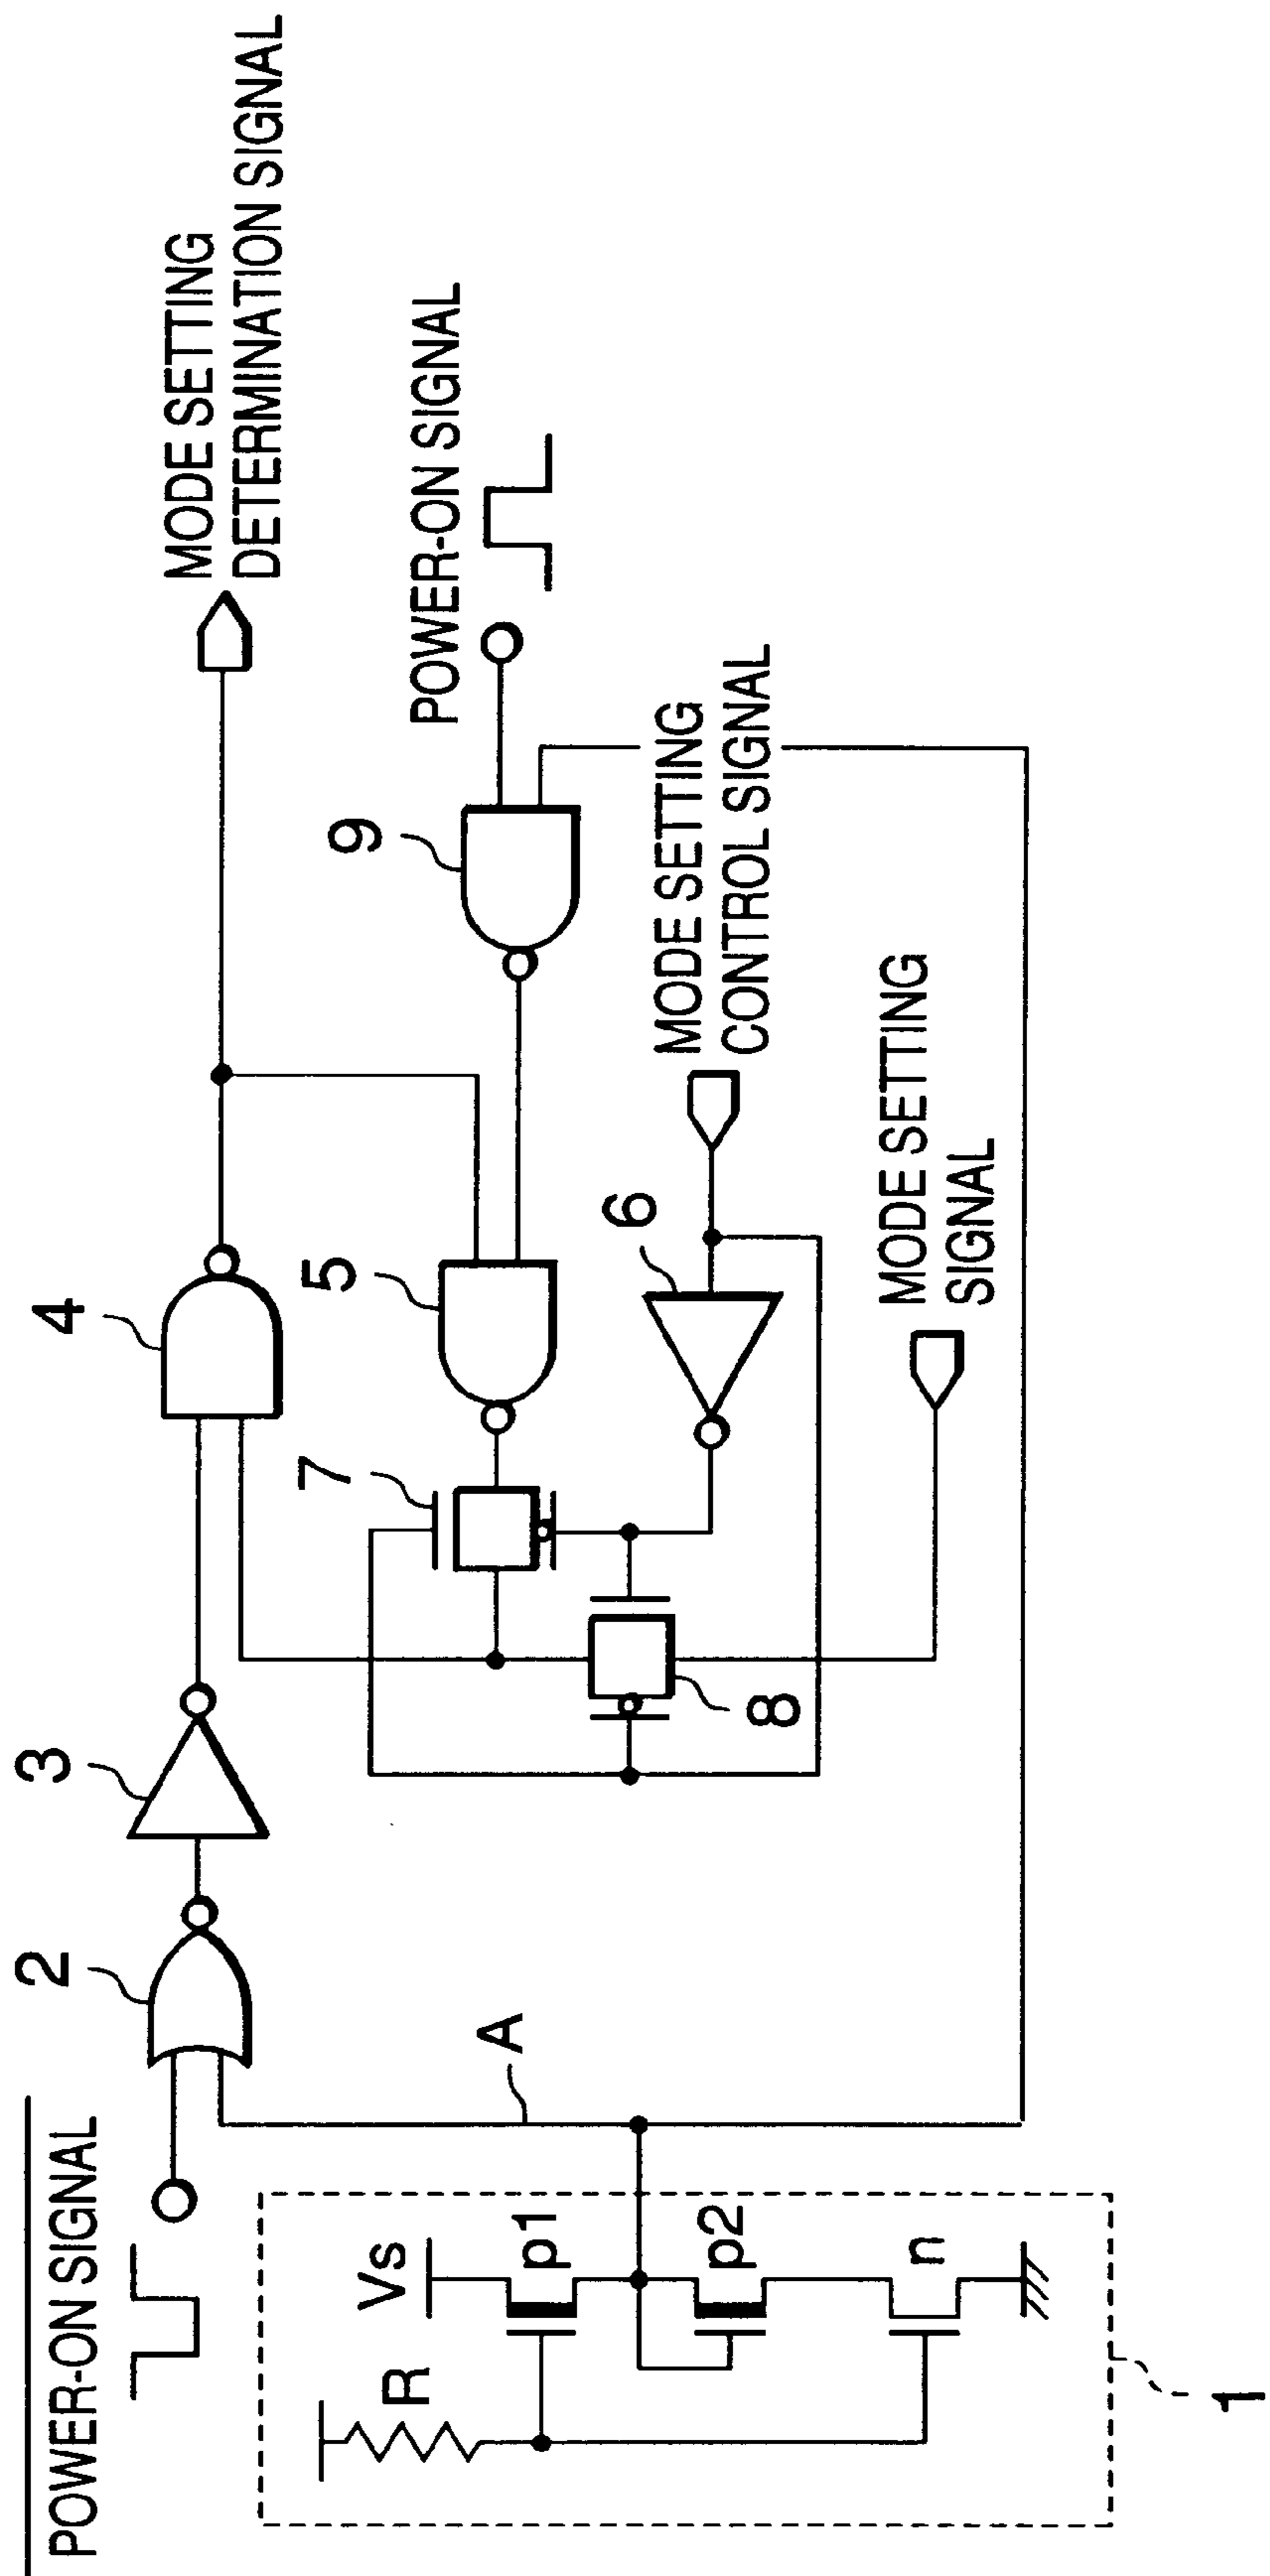 POWER-ON SIGNAL
2
3
4
MODE SETTING
DETERMINATION SIGNAL
A
7
5
9
POWER-ON SIGNAL
6
MODE SETTING
CONTROL SIGNAL
8
MODE SETTING
SIGNAL
Vs
R
p1
p2
n
1